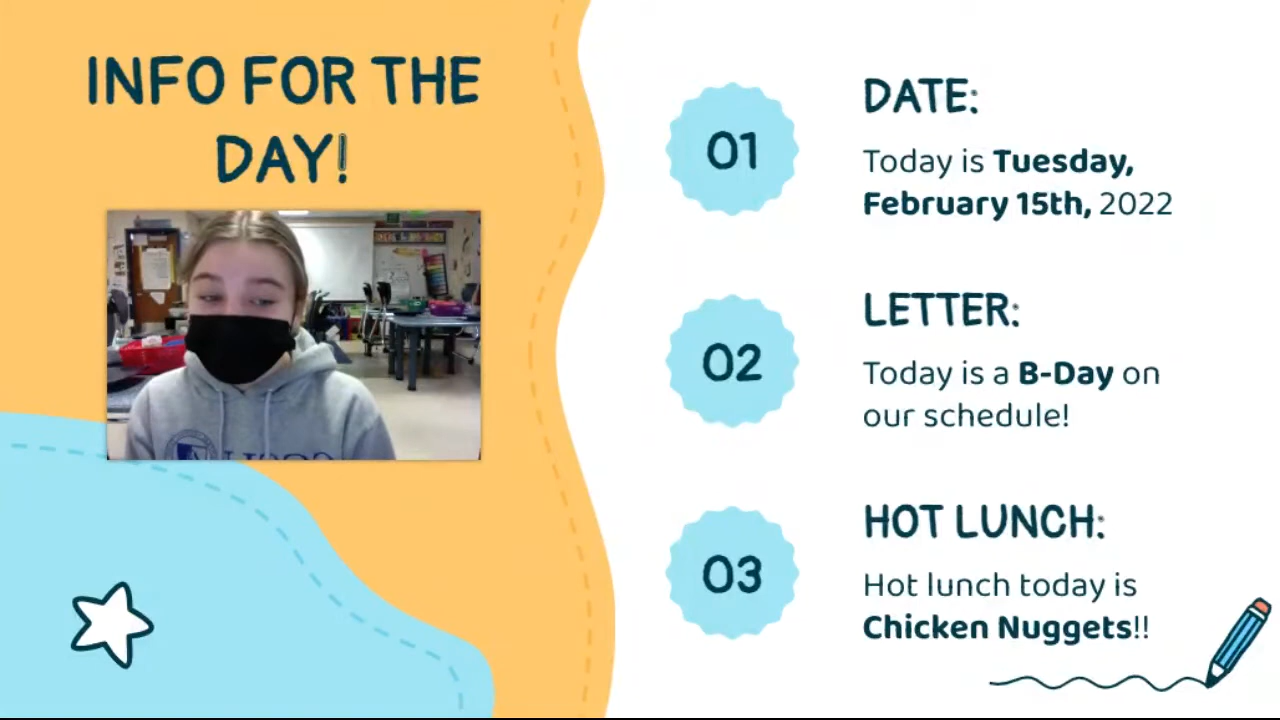 INFO FOR THE
DAY!
01
DATE:
Today is Tuesday,
February 15th, 2022
02
LETTER:
Today is a B-Day on
our schedule!
03
HOT LUNCH:
Hot lunch today is
Chicken Nuggets!!